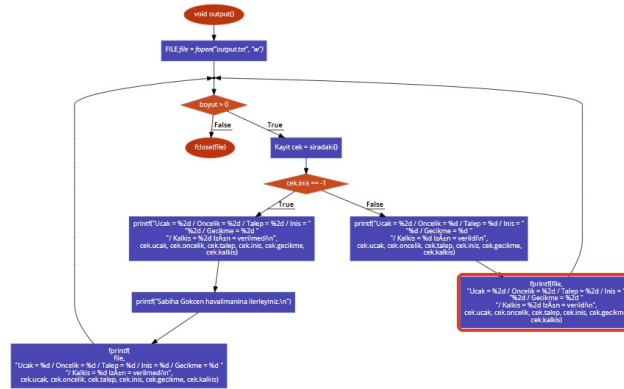 void output()
FILE file = fopen("output.txt", "w")
boyut > 0
False
True
fclose(file)
Kayit cek = siradaki()
cek.inis == -1
True
False
printf("Ucak = %2d / Oncelik = %2d / Talep = %2d / Inis = "
"%2d / Gecikme = %2d "
"/ Kalkis = %2d İzÄ±n = verilmedi\n",
cek.ucak, cek.oncelik, cek.talep, cek.inis, cek.gecikme,
cek.kalkis)
printf("Ucak = %d / Oncelik = %d / Talep = %d / Inis = "
"%d / Gecikme = %d "
"/ Kalkis = %d IzÄ±n = verildi\n",
cek.ucak, cek.oncelik, cek.talep, cek.inis, cek.gecikme,
cek.kalkis)
fprintf(file,
"Ucak = %2d / Oncelik = %2d / Talep = %2d / Inis = "
"%2d / Gecikme = %2d "
"/ Kalkis = %2d IzÄ±n = verildi\n",
cek.ucak, cek.oncelik, cek.talep, cek.inis, cek.gecikme,
cek.kalkis)
printf("Sabiha Gokcen havalimanina ilerleyiniz.\n")
fprintf(
file,
"Ucak = %d / Oncelik = %d / Talep = %d / Inis = %d / Gecikme = %d "
"/ Kalkis = %d IzÄ±n = verilmedi\n",
cek.ucak, cek.oncelik, cek.talep, cek.inis, cek.gecikme, cek.kalkis)